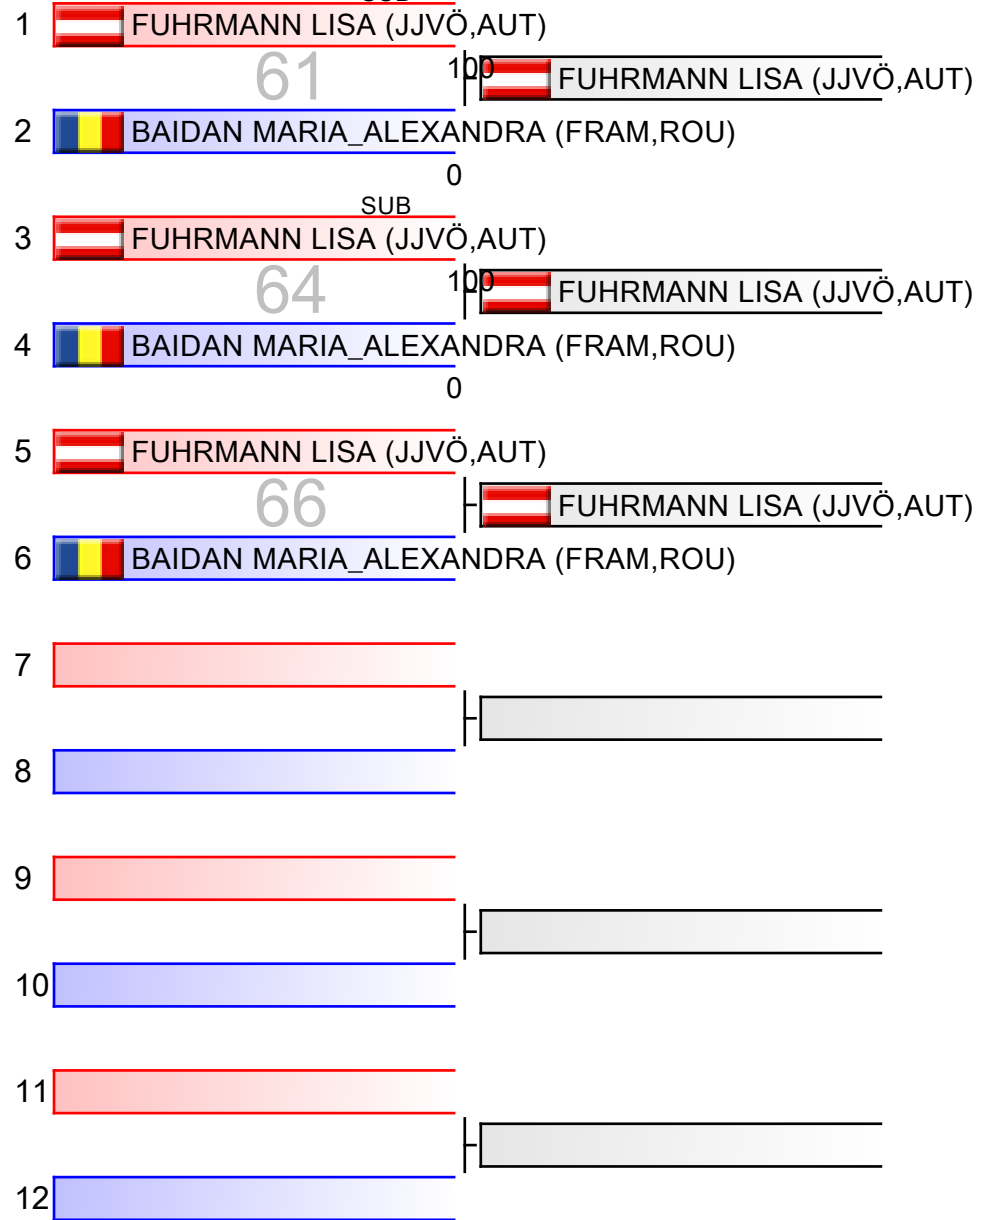 SUB
1 FUHRMANN LISA (JJVÖ,AUT)
61 100 FUHRMANN LISA (JJVÖ,AUT)
2 BAIDAN MARIA_ALEXANDRA (FRAM,ROU)
0
SUB
3 FUHRMANN LISA (JJVÖ,AUT)
64 100 FUHRMANN LISA (JJVÖ,AUT)
4 BAIDAN MARIA_ALEXANDRA (FRAM,ROU)
0
5 FUHRMANN LISA (JJVÖ,AUT)
66 FUHRMANN LISA (JJVÖ,AUT)
6 BAIDAN MARIA_ALEXANDRA (FRAM,ROU)
7
8
9
10
11
12